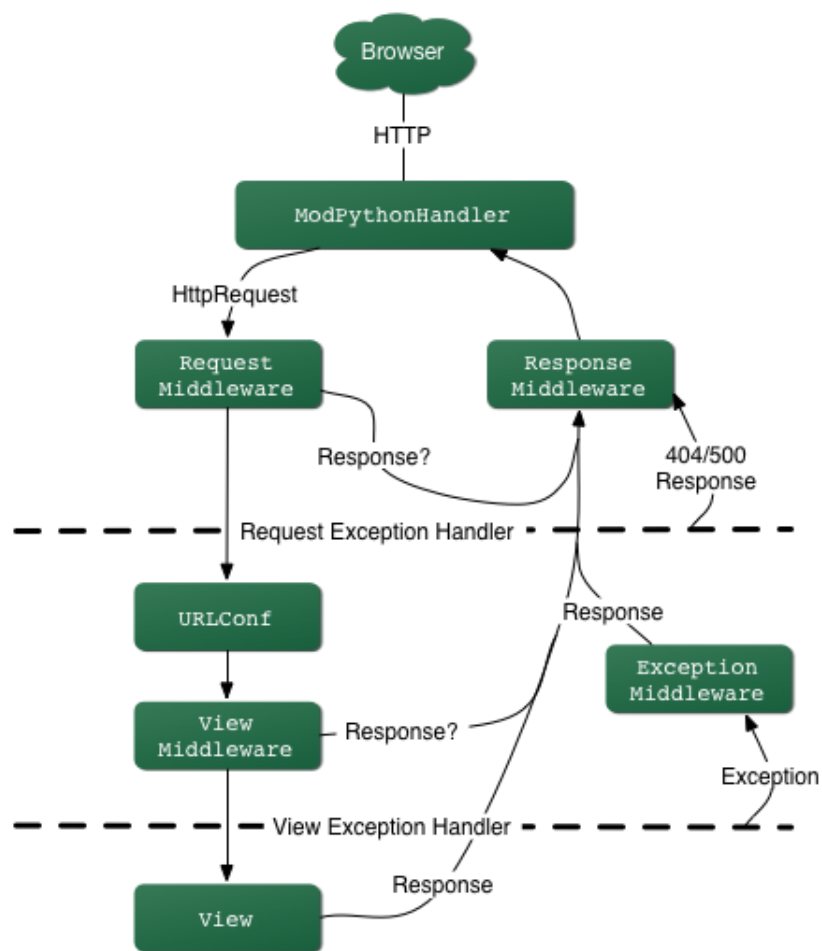 Browser
HTTP
ModPythonHandler
HttpRequest
Request
Middleware
Response
Middleware
Response?
404/500
Response
Request Exception Handler
URLConf
Response
Exception
Middleware
View
Middleware
Response?
Exception
View Exception Handler
Response
View